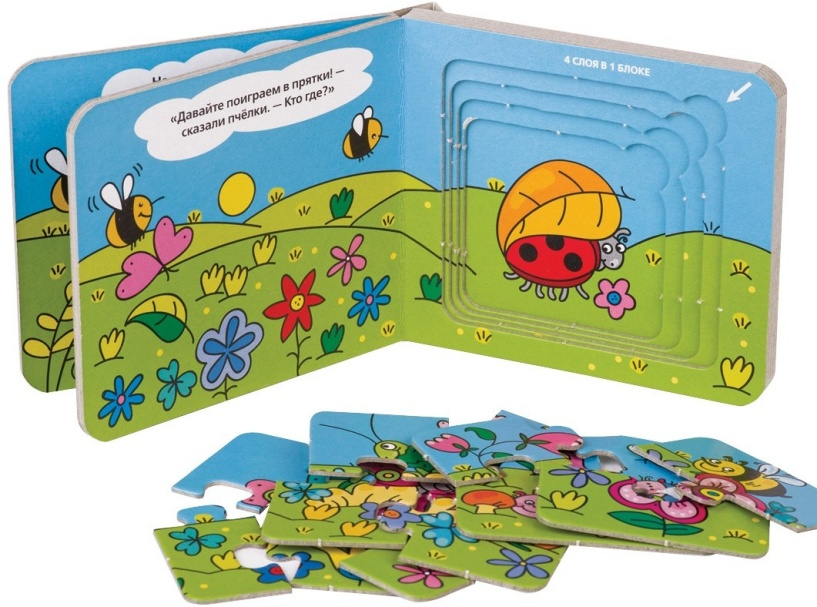 «Давайте поиграем в прятки! —
сказали пчёлки. — Кто где?»
4 СЛОЯ В 1 БЛОКЕ